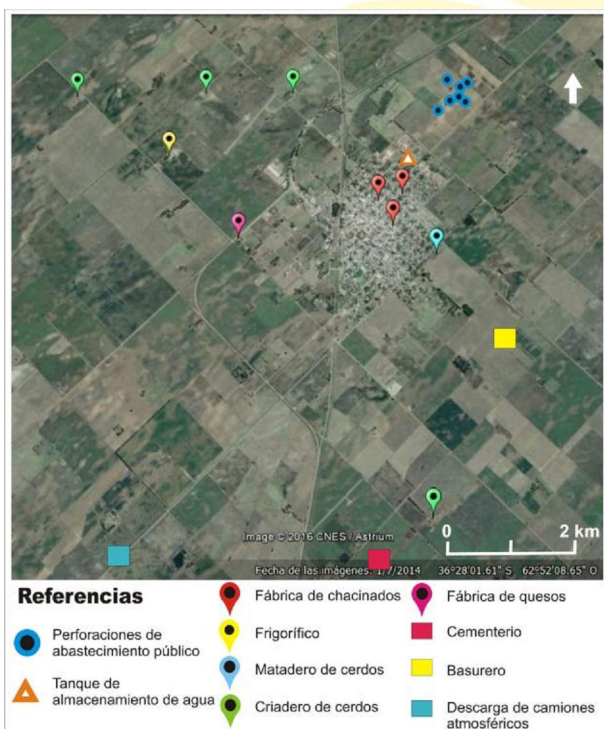 Image © 2016 CNES / Astrium
0 2 km
Fecha de las imágenes: 1/7/2014 36°28'01.61" S 62°52'08.65" O
Referencias
Perforaciones de
abastecimiento público
Tanque de
almacenamiento de agua
Fábrica de chacinados
Frigorífico
Matadero de cerdos
Criadero de cerdos
Fábrica de quesos
Cementerio
Basurero
Descarga de camiones
atmosféricos